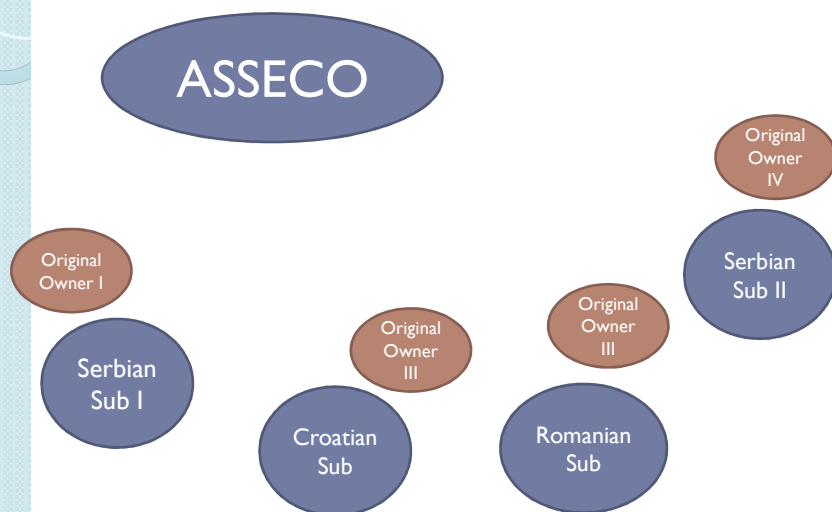 ASSECO
Original
Owner
IV
Original
Owner I
Serbian
Sub II
Original
Owner
III
Original
Owner
III
Serbian
Sub I
Croatian
Sub
Romanian
Sub